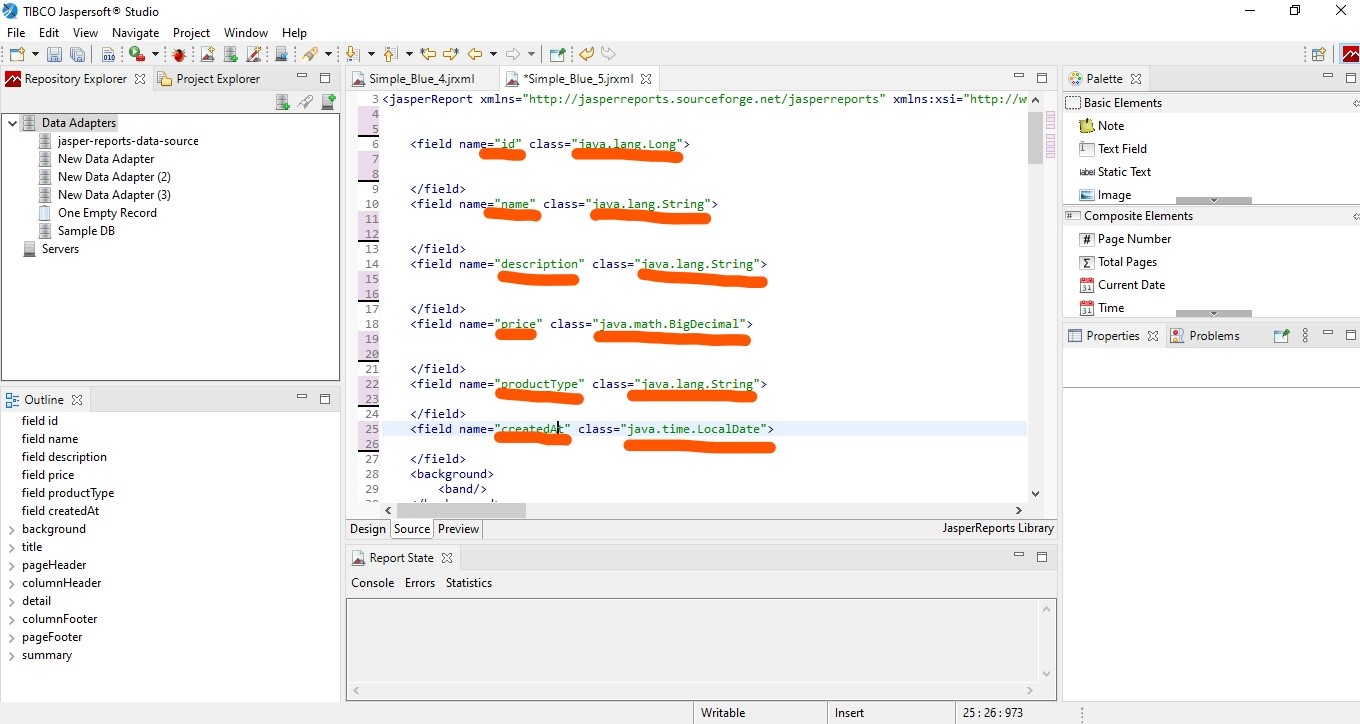 TIBCO Jaspersoft® Studio
File Edit View Navigate Project Window Help
Repository Explorer Project Explorer
Data Adapters
jasper-reports-data-source
New Data Adapter
New Data Adapter (2)
New Data Adapter (3)
One Empty Record
Sample DB
Servers
Outline
field id
field name
field description
field price
field productType
field createdAt
background
title
pageHeader
columnHeader
detail
columnFooter
pageFooter
summary
Simple_Blue_4.jrxml *Simple_Blue_5.jrxml
3 <jasperReport xmlns="http://jasperreports.sourceforge.net/jasperreports" xmlns:xsi="http://w
4
5
6 <field name="id" class="java.lang.Long">
7
8
9 </field>
10 <field name="name" class="java.lang.String">
11
12
13 </field>
14 <field name="description" class="java.lang.String">
15
16
17 </field>
18 <field name="price" class="java.math.BigDecimal">
19
20
21 </field>
22 <field name="productType" class="java.lang.String">
23
24 </field>
25 <field name="createdAt" class="java.time.LocalDate">
26
27 </field>
28 <background>
29 <band/>
Design Source Preview
JasperReports Library
Report State
Console Errors Statistics
Palette
Basic Elements
Note
Text Field
label Static Text
Image
Composite Elements
# Page Number
Σ Total Pages
31 Current Date
31 Time
Properties Problems
Writable Insert 25 : 26 : 973